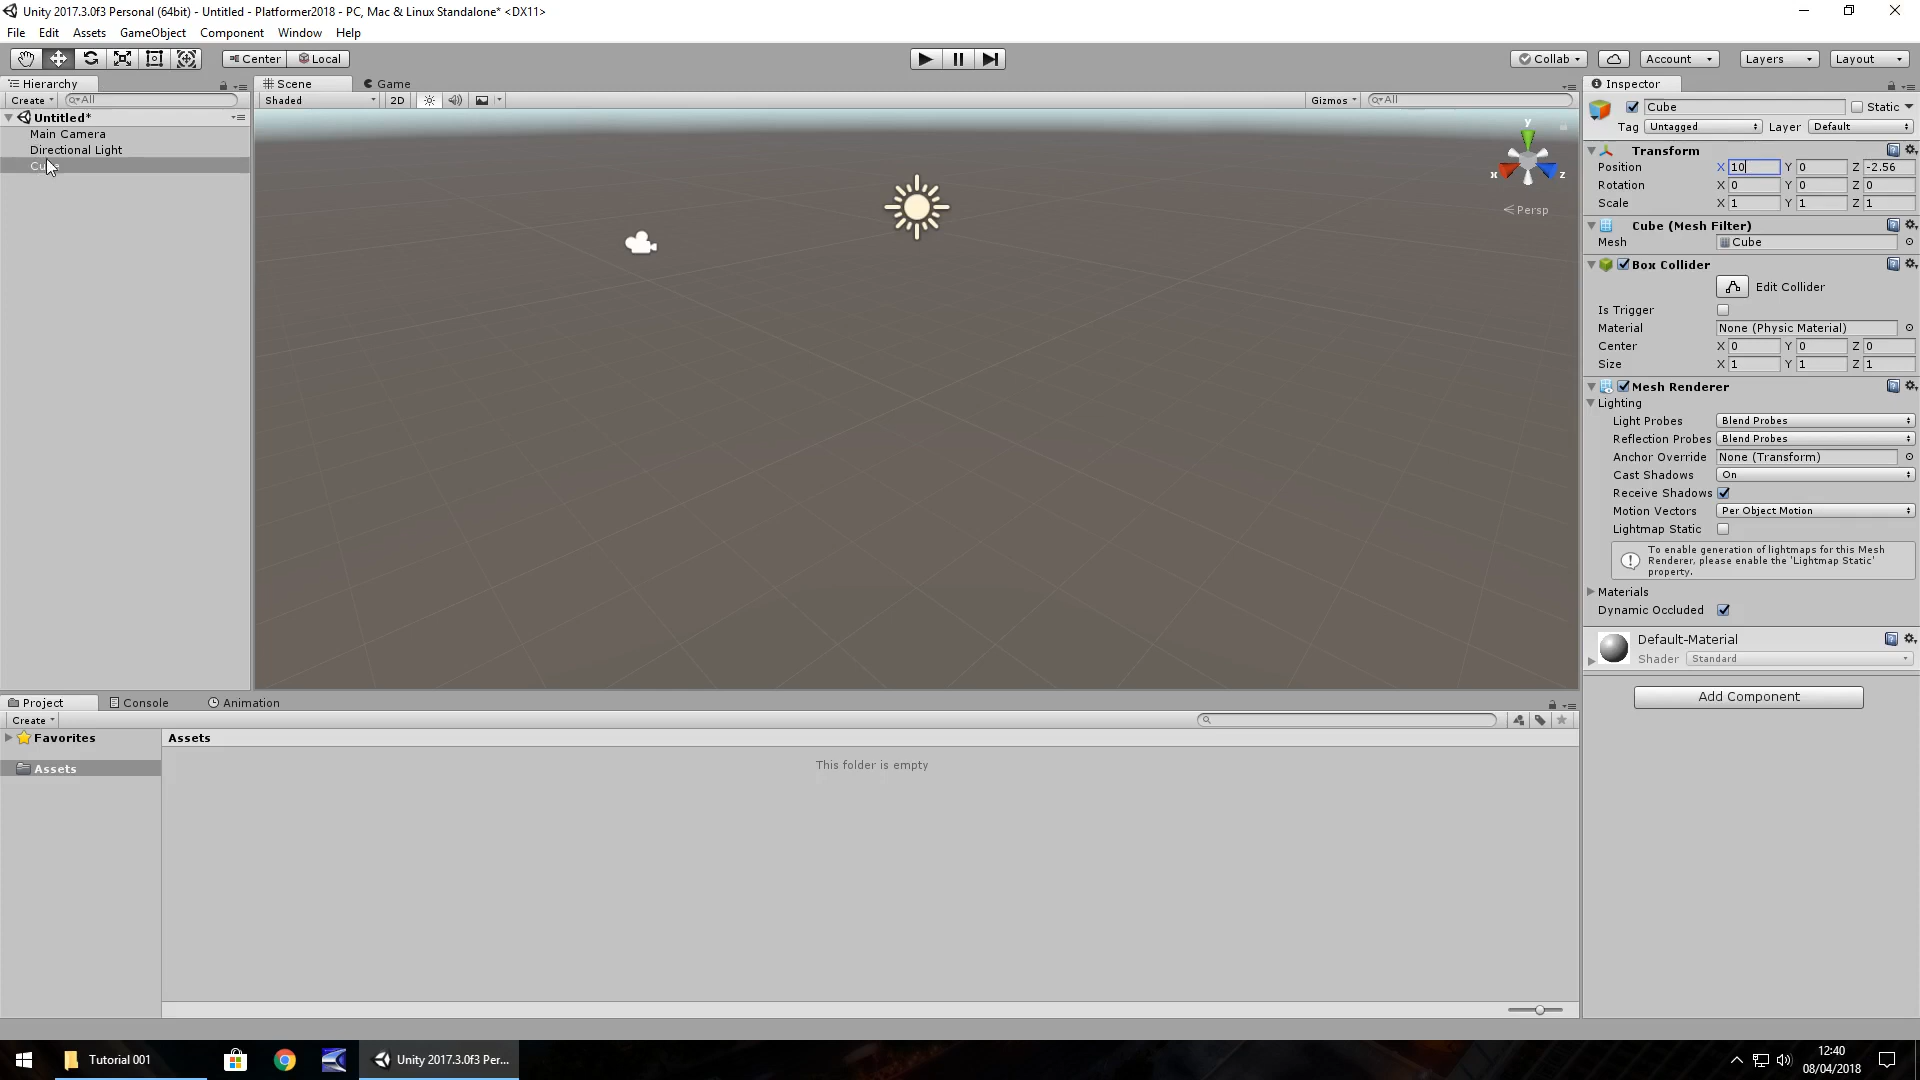 Unity 2017.3.0f3 Personal (64bit) - Untitled - Platformer2018 - PC, Mac & Linux Standalone* <DX11>
File Edit Assets GameObject Component Window Help
Center Local Collab Account Layers Layout
Hierarchy Scene Game Inspector
Create All Shaded 2D Gizmos All
Untitled*
Main Camera
Directional Light
y
x
z
Persp
Cube Static
Tag Untagged Layer Default
Transform
Position X 10 Y 0 Z -2.56
Rotation X 0 Y 0 Z 0
Scale X 1 Y 1 Z 1
Cube (Mesh Filter)
Mesh Cube
Box Collider
Edit Collider
Is Trigger
Material None (Physic Material)
Center X 0 Y 0 Z 0
Size X 1 Y 1 Z 1
Mesh Renderer
Lighting
Light Probes Blend Probes
Reflection Probes Blend Probes
Anchor Override None (Transform)
Cast Shadows On
Receive Shadows
Motion Vectors Per Object Motion
Lightmap Static
To enable generation of lightmaps for this Mesh
Renderer, please enable the 'Lightmap Static'
property.
Materials
Dynamic Occluded
Default-Material
Shader Standard
Add Component
Project Console Animation
Create
Favorites
Assets
Assets
This folder is empty
Tutorial 001
Unity 2017.3.0f3 Per...
12:40
08/04/2018